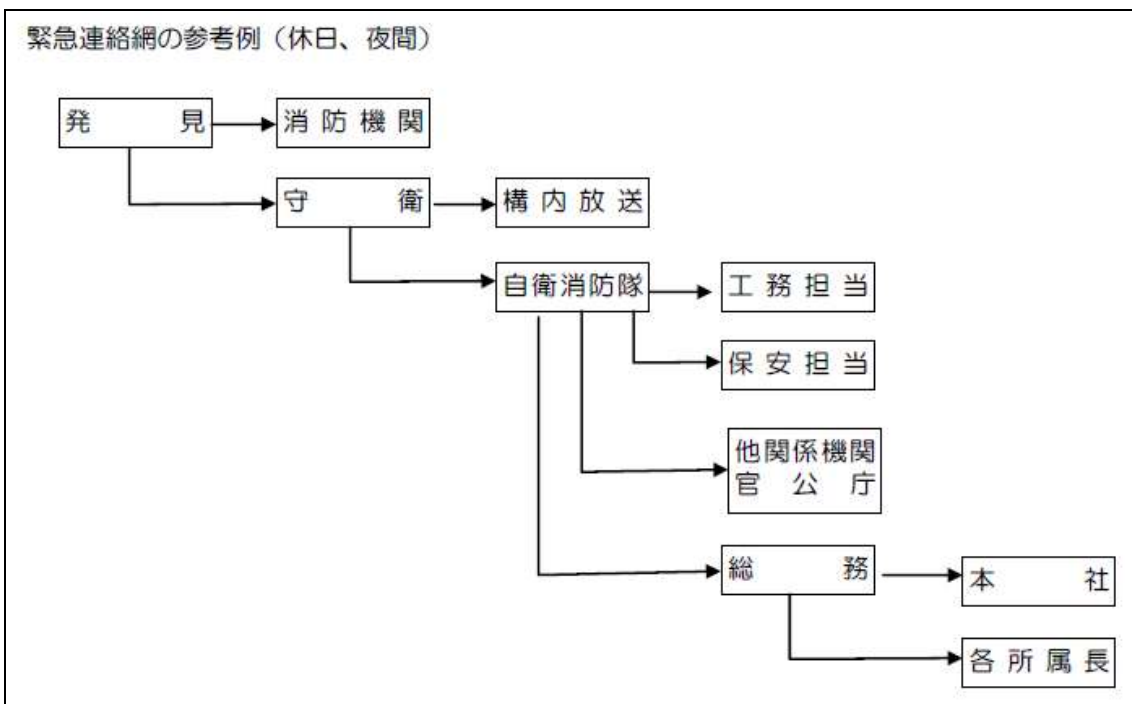 緊急連絡網の参考例（休日、夜間）
発見
消防機関
守衛
構内放送
自衛消防隊
工務担当
保安担当
他関係機関
官公庁
総務
本社
各所属長